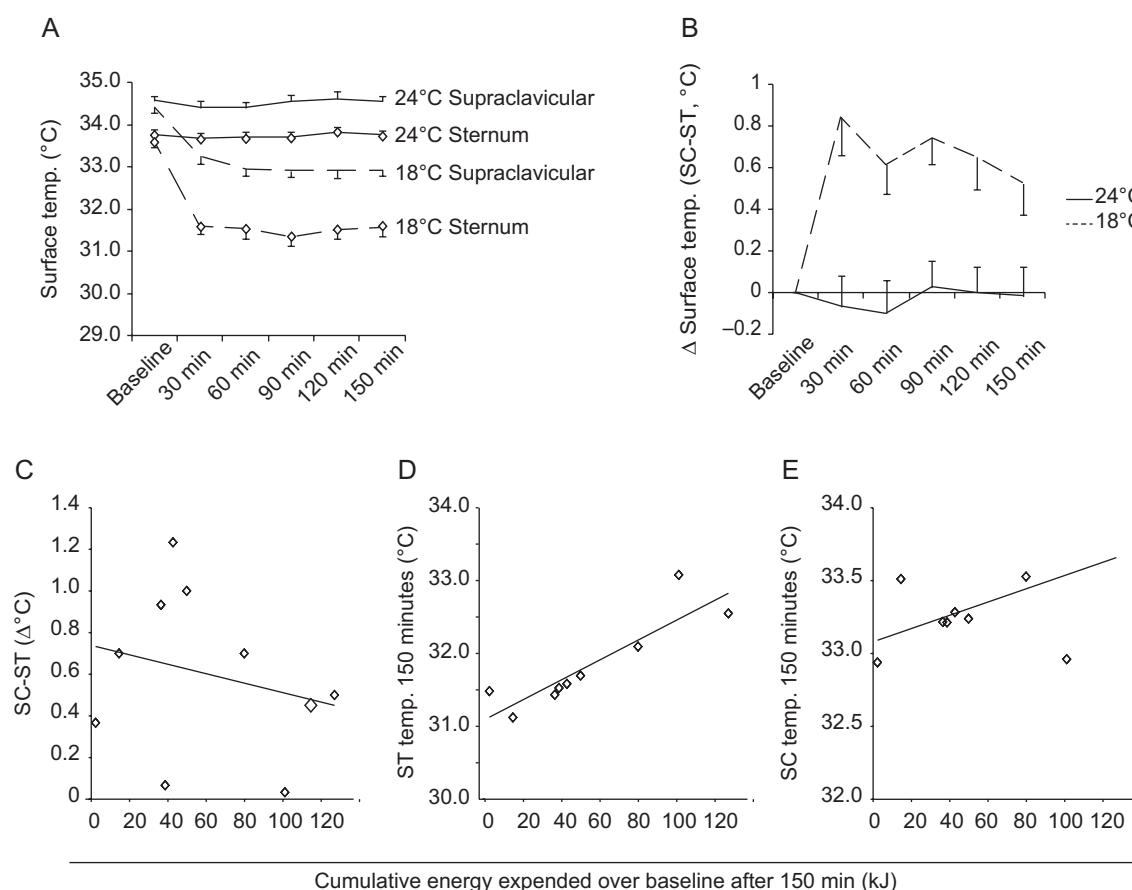 A
Surface temp. (°C)
35.0
34.0
33.0
32.0
31.0
30.0
29.0
24°C Supraclavicular
24°C Sternum
18°C Supraclavicular
18°C Sternum
Baseline
30 min
60 min
90 min
120 min
150 min
B
Δ Surface temp. (SC-ST, °C)
1
0.8
0.6
0.4
0.2
0
–0.2
24°C
18°C
Baseline
30 min
60 min
90 min
120 min
150 min
C
SC-ST (Δ°C)
1.4
1.2
1.0
0.8
0.6
0.4
0.2
0
0 20 40 60 80 100 120
D
ST temp. 150 minutes (°C)
34.0
33.0
32.0
31.0
30.0
0 20 40 60 80 100 120
E
SC temp. 150 minutes (°C)
34.0
33.5
33.0
32.5
32.0
0 20 40 60 80 100 120
Cumulative energy expended over baseline after 150 min (kJ)